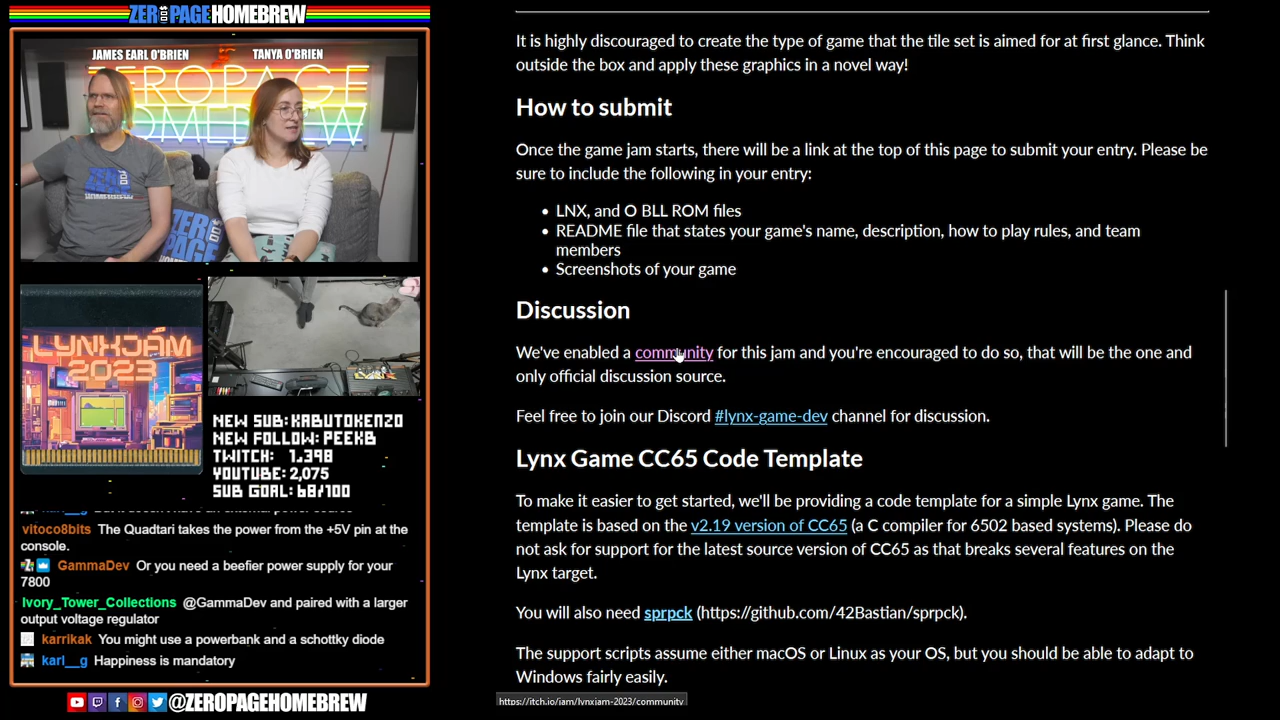 ZEROPAGEHOMEBREW
JAMES EARL O'BRIEN
TANYA O'BRIEN
ZEROPAGE
HOMEBREW
LYNXJAM
2023
NEW SUB: KABUTOKENZO
NEW FOLLOW: PEEKB
TWITCH: 1,398
YOUTUBE: 2,075
SUB GOAL: 68/100
vitoco8bits The Quadtari takes the power from the +5V pin at the
console.
GammaDev Or you need a beefier power supply for your
7800
Ivory_Tower_Collections @GammaDev and paired with a larger
output voltage regulator
karrikak You might use a powerbank and a schottky diode
karl__g Happiness is mandatory
@ZEROPAGEHOMEBREW
It is highly discouraged to create the type of game that the tile set is aimed for at first glance. Think
outside the box and apply these graphics in a novel way!
How to submit
Once the game jam starts, there will be a link at the top of this page to submit your entry. Please be
sure to include the following in your entry:
• LNX, and O BLL ROM files
• README file that states your game's name, description, how to play rules, and team
members
• Screenshots of your game
Discussion
We've enabled a community for this jam and you're encouraged to do so, that will be the one and
only official discussion source.
Feel free to join our Discord #lynx-game-dev channel for discussion.
Lynx Game CC65 Code Template
To make it easier to get started, we'll be providing a code template for a simple Lynx game. The
template is based on the v2.19 version of CC65 (a C compiler for 6502 based systems). Please do
not ask for support for the latest source version of CC65 as that breaks several features on the
Lynx target.
You will also need sprpck (https://github.com/42Bastian/sprpck).
The support scripts assume either macOS or Linux as your OS, but you should be able to adapt to
Windows fairly easily.
https://itch.io/jam/lynxjam-2023/community